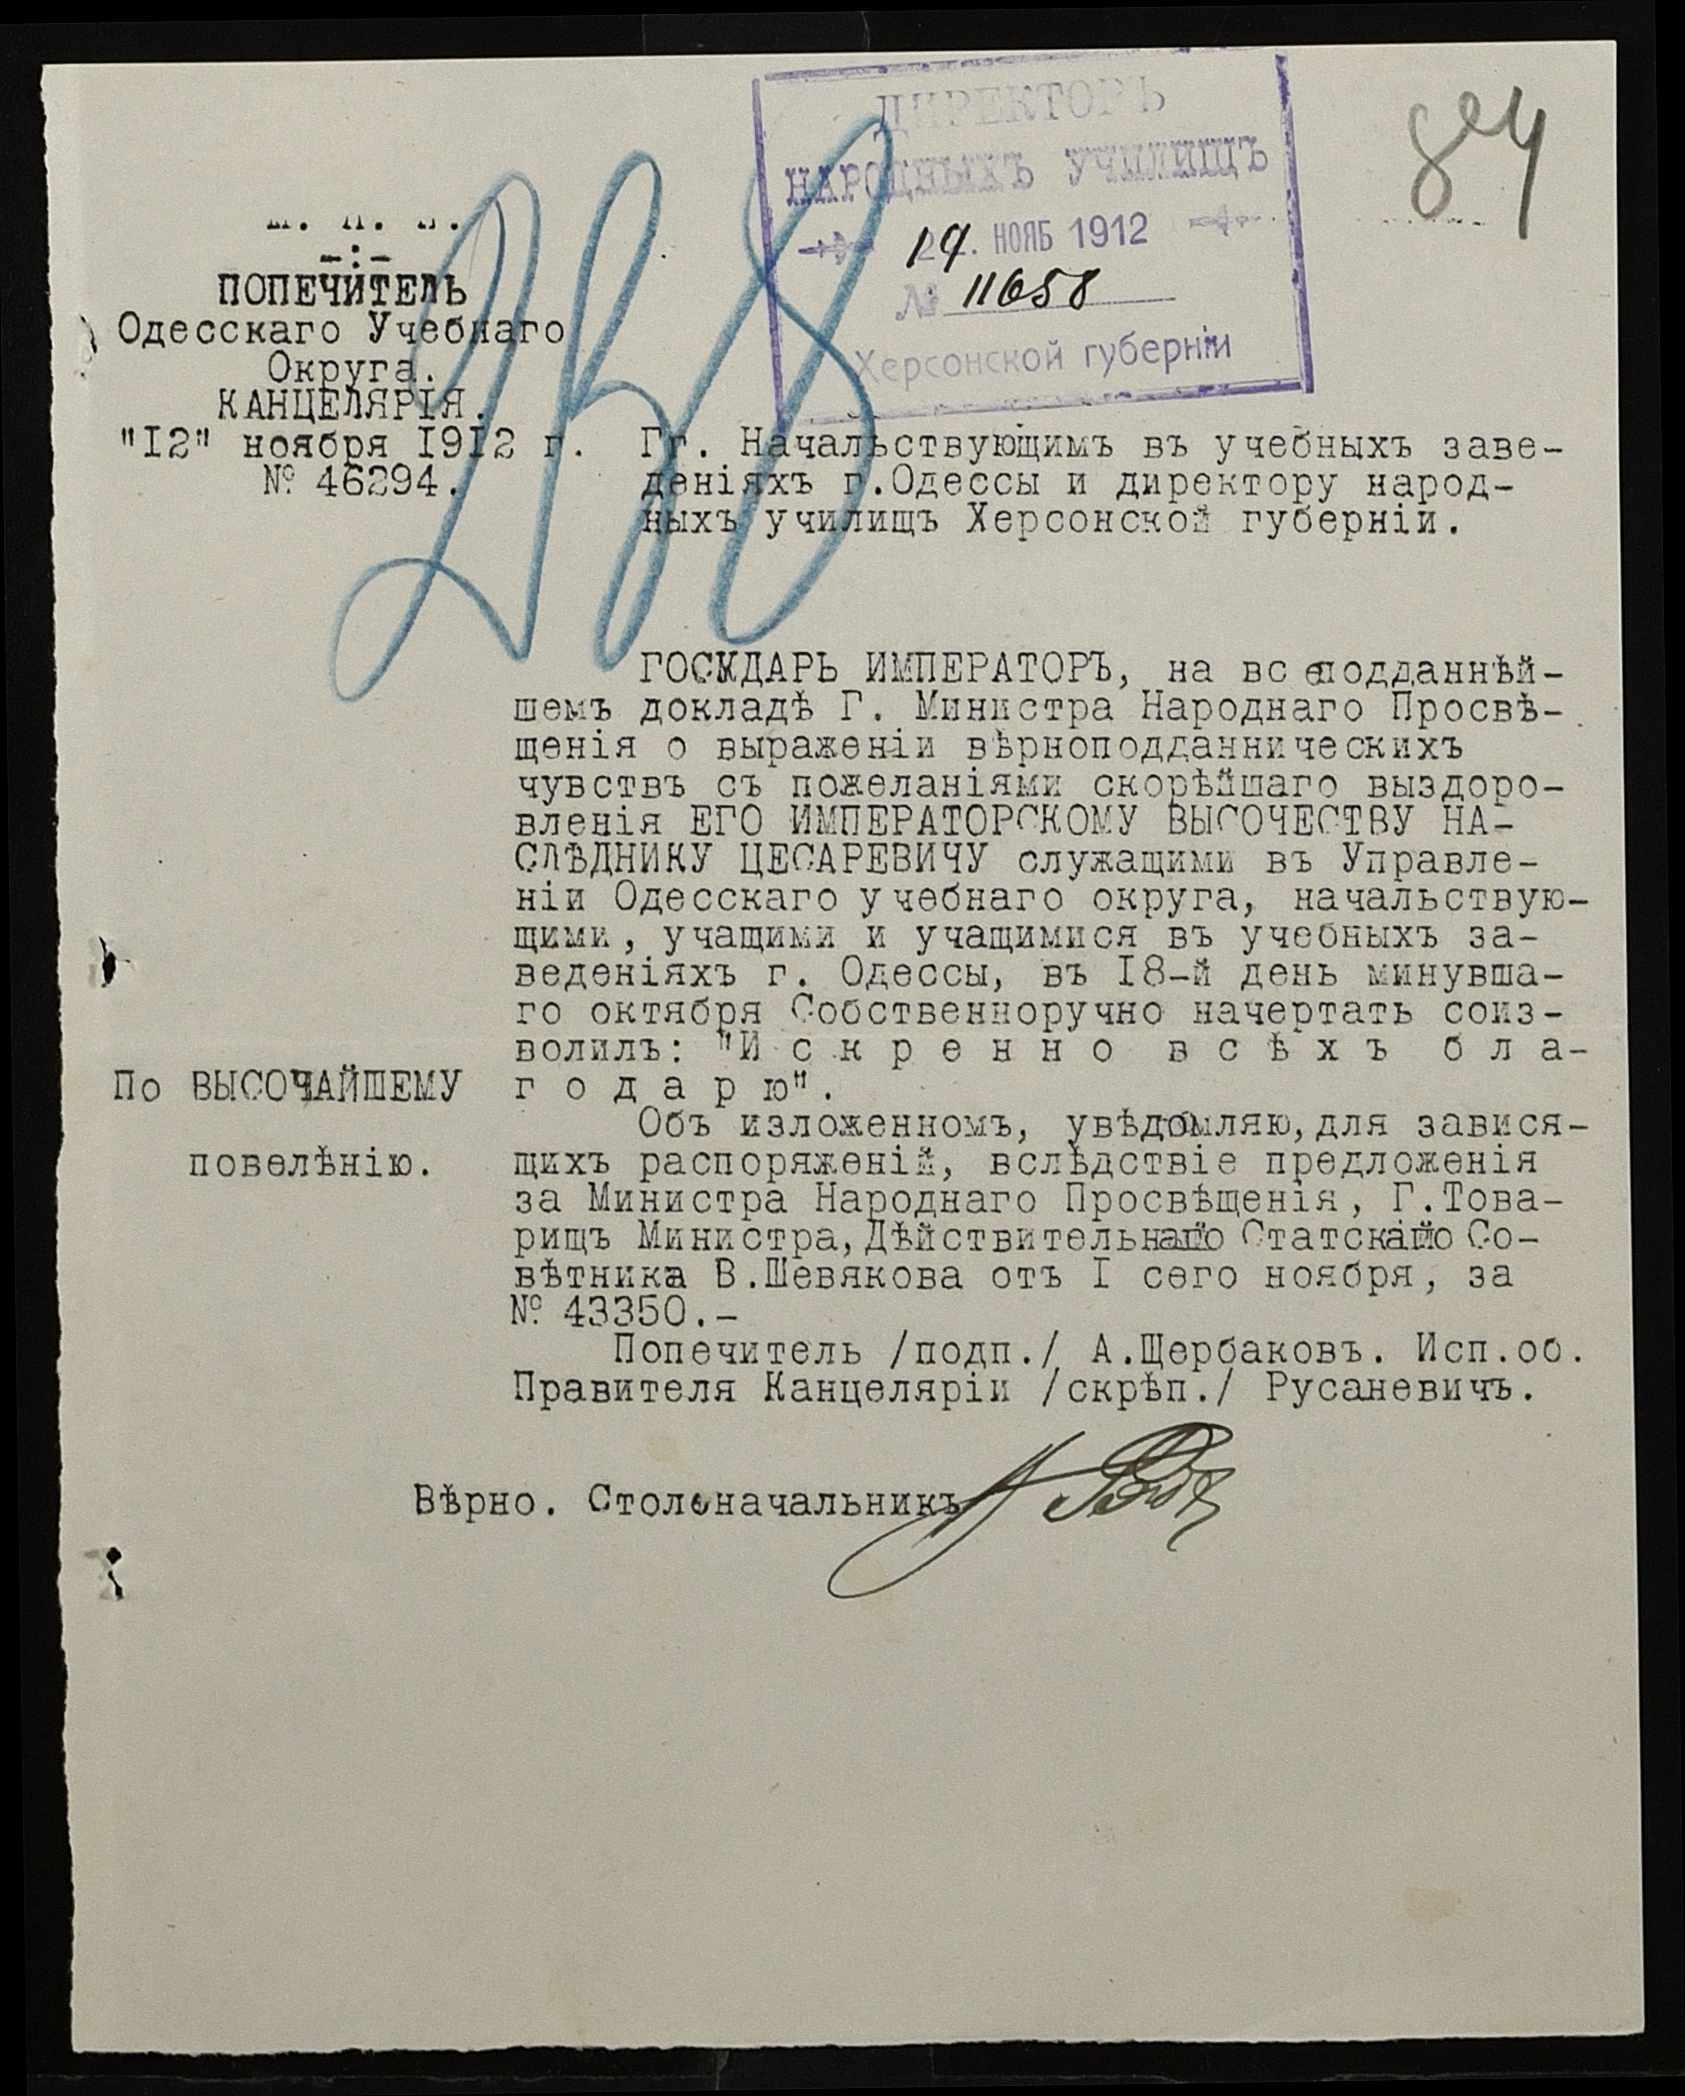 ДИРЕКТОРЪ
НАРОДНЫХЪ УЧИЛИЩЪ
19. НОЯБ 1912
№ 11658
Херсонской губерніи
М. Н. П.
ПОПЕЧИТЕЛЬ
Одесскаго Учебнаго
Округа.
КАНЦЕЛЯРІЯ.
"I2" ноября I9I2 г.
№ 46294.
Гг. Начальствующимъ въ учебныхъ заве-
деніяхъ г.Одессы и директору народ-
ныхъ училищъ Херсонской губерніи.
ГОСУДАРЬ ИМПЕРАТОРЪ, на всеподданнѣй-
шемъ докладѣ Г. Министра Народнаго Просвѣ-
щенія о выраженіи вѣрноподданническихъ
чувствъ съ пожеланіями скорѣйшаго выздоро-
вленія ЕГО ИМПЕРАТОРСКОМУ ВЫСОЧЕСТВУ НА-
СЛѢДНИКУ ЦЕСАРЕВИЧУ служащими въ Управле-
ніи Одесскаго учебнаго округа, начальствую-
щими, учащими и учащимися въ учебныхъ за-
веденіяхъ г. Одессы, въ I8-й день минувша-
го октября Собственноручно начертать соиз-
волилъ: "И с к р е н н о в с ѣ х ъ б л а-
г о д а р ю".
По ВЫСОЧАЙШЕМУ
повелѣнію.
Объ изложенномъ, увѣдомляю, для завися-
щихъ распоряженій, вслѣдствіе предложенія
за Министра Народнаго Просвѣщенія, Г.Това-
рищъ Министра, Дѣйствительнаго Статскаго Со-
вѣтника В.Шевякова отъ I сего ноября, за
№ 43350.-
Попечитель /подп./ А.Щербаковъ. Исп.об.
Правителя Канцеляріи /скрѣп./ Русаневичъ.
Вѣрно. Столоначальникъ